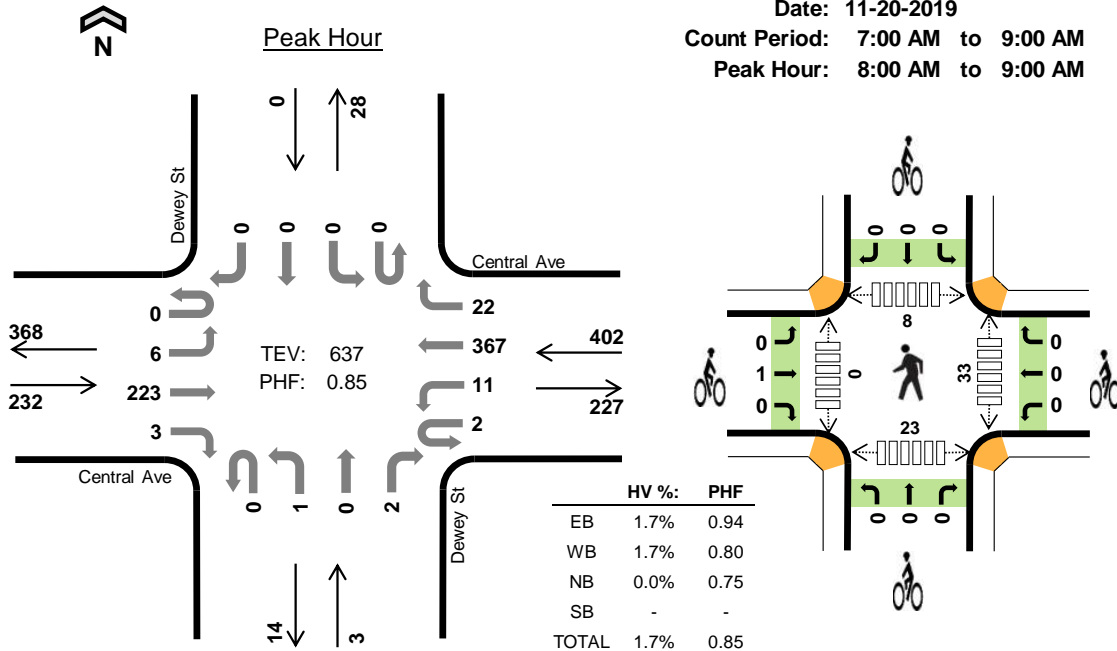 Date: 11-20-2019
Count Period: 7:00 AM to 9:00 AM
Peak Hour: 8:00 AM to 9:00 AM
N
Peak Hour
0
28
Dewey St
0 0 0 0
Central Ave
0
22
368
6
367
402
TEV: 637
PHF: 0.85
232
223
11
227
3
2
Central Ave
0 1 0 2
Dewey St
14
3
0 0 0
8
0
1
0
0
33
0
0
0
23
0 0 0
HV %: PHF
EB 1.7% 0.94
WB 1.7% 0.80
NB 0.0% 0.75
SB - -
TOTAL 1.7% 0.85